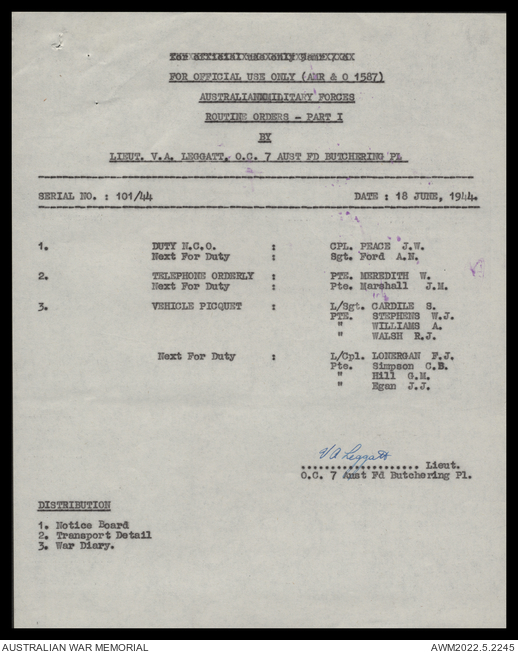 For official use only
FOR OFFICIAL USE ONLY (AMR & O 1587)
AUSTRALIAN MILITARY FORCES
ROUTINE ORDERS - PART I
BY
LIEUT. V.A. LEGGATT, O.C. 7 AUST FD BUTCHERING PL
SERIAL NO. : 101/44 DATE : 18 JUNE, 1944.
1. DUTY N.C.O. : CPL. PEACE J.W.
Next For Duty : Sgt. Ford A.N.
2. TELEPHONE ORDERLY : PTE. MEREDITH W.
Next For Duty : Pte. Marshall J.M.
3. VEHICLE PICQUET : L/Sgt. CARDILE S.
PTE. STEPHENS W.J.
" WILLIAMS A.
" WALSH R.J.
Next For Duty : L/Cpl. LONERGAN F.J.
Pte. Simpson C.B.
" Hill G.M.
" Egan J.J.
V A Leggatt
.................... Lieut.
O.C. 7 Aust Fd Butchering Pl.
DISTRIBUTION
1. Notice Board
2. Transport Detail
3. War Diary.
AUSTRALIAN WAR MEMORIAL AWM2022.5.2245